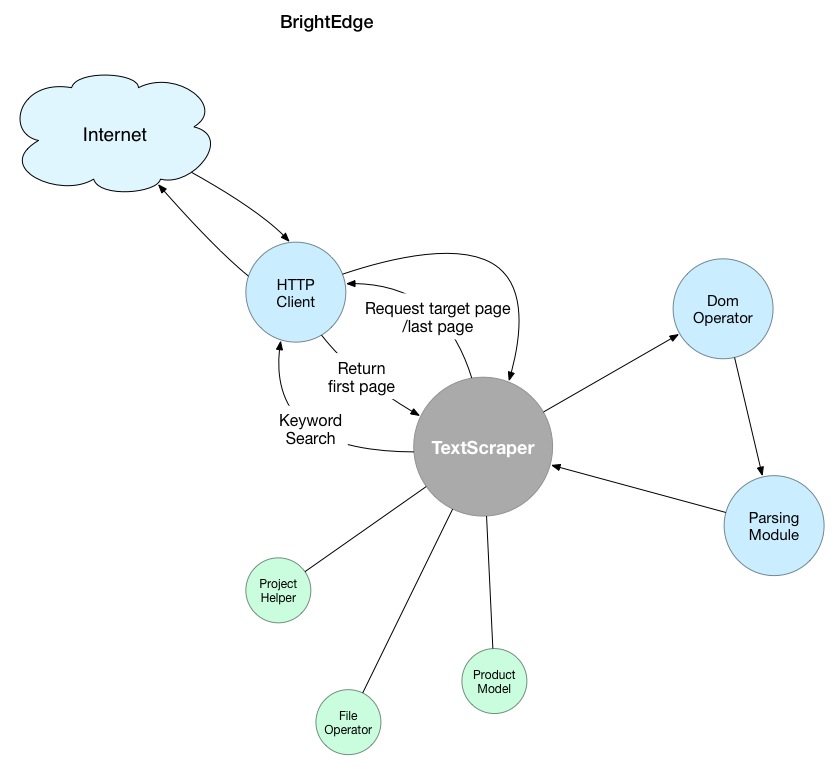 BrightEdge
Internet
HTTP
Client
Request target page
/last page
Dom
Operator
Return
first page
Keyword
Search
TextScraper
Parsing
Module
Project
Helper
Product
Model
File
Operator